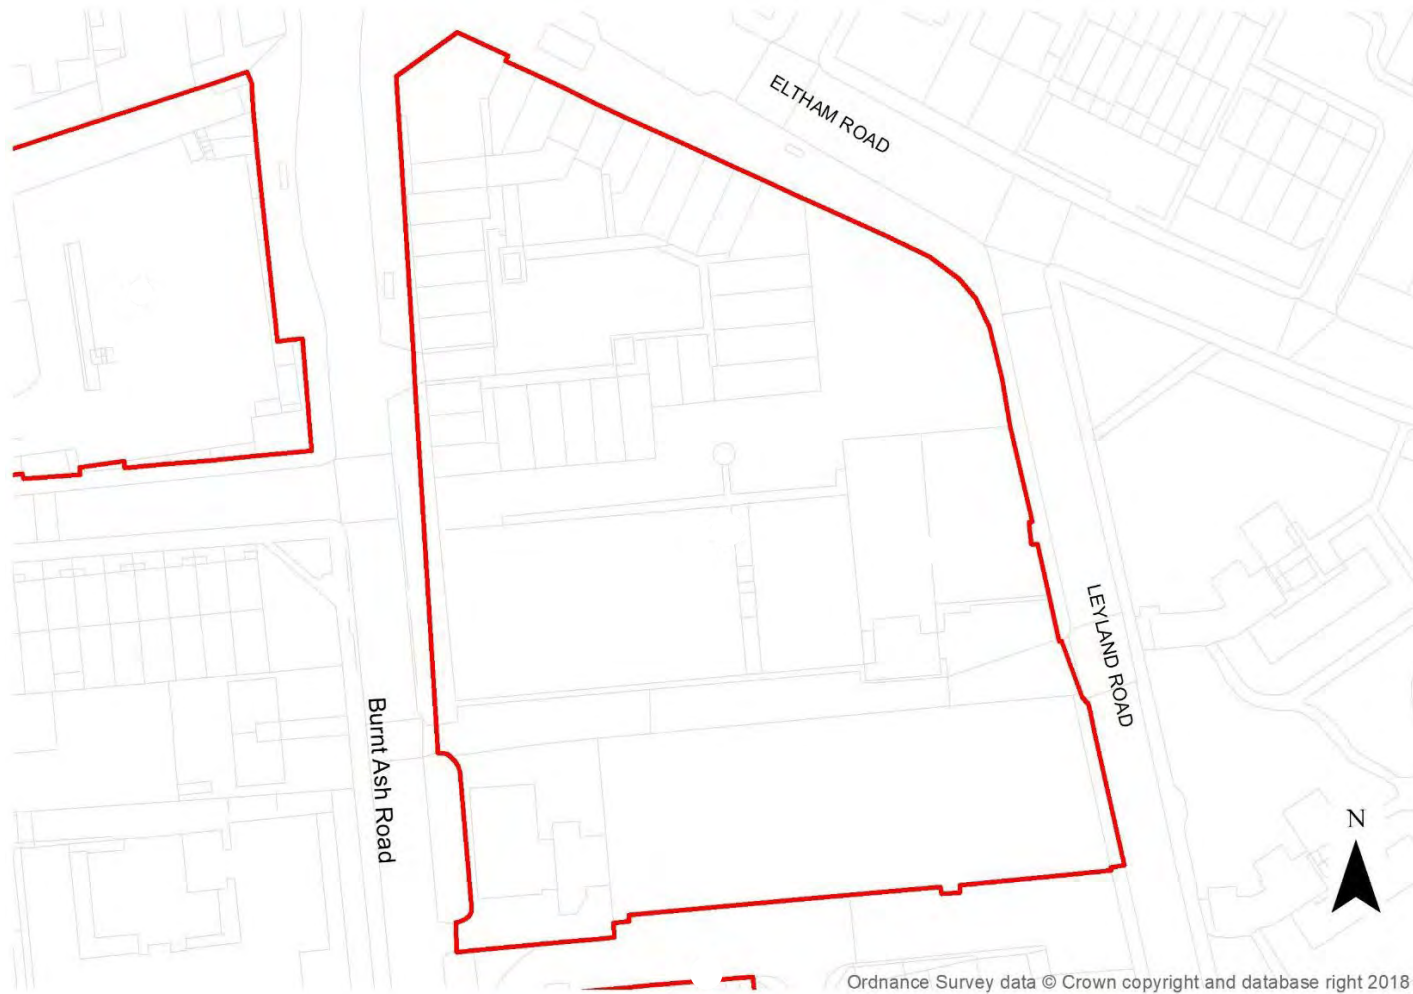 ELTHAM ROAD
LEYLAND ROAD
Burnt Ash Road
N
Ordnance Survey data © Crown copyright and database right 2018